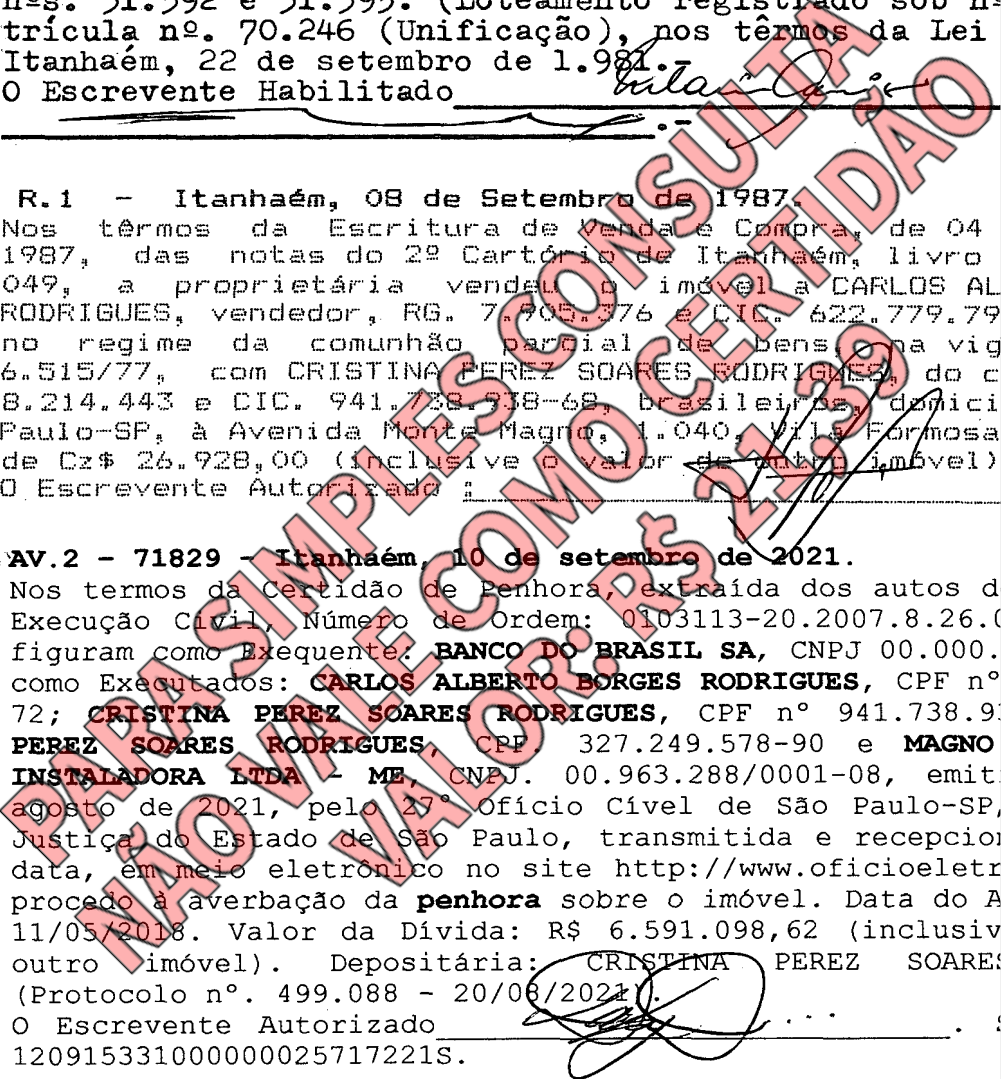 nºs. 51.592 e 51.593. (Loteamento registrado sob nº
trícula nº. 70.246 (Unificação), nos têrmos da Lei
Itanhaém, 22 de setembro de 1.981.-
O Escrevente Habilitado
R.1 - Itanhaém, 08 de Setembro de 1987.
Nos têrmos da Escritura de Venda e Compra, de 04
1987, das notas do 2º Cartório de Itanhaém, livro
049, a proprietária vendeu o imóvel a CARLOS AL
RODRIGUES, vendedor, RG. 7.905.376 e CIC. 622.779.79
no regime da comunhão parcial de bens, na vig
6.515/77, com CRISTINA PEREZ SOARES RODRIGUES, do c
8.214.443 e CIC. 941.738.938-68, brasileiros, domici
Paulo-SP, à Avenida Monte Magno, 1.040, Vila Formosa
de Cz$ 26.928,00 (inclusive o valor de outro imóvel)
O Escrevente Autorizado :
AV.2 - 71829 - Itanhaém, 10 de setembro de 2021.
Nos termos da Certidão de Penhora, extraída dos autos d
Execução Civil, Número de Ordem: 0103113-20.2007.8.26.0
figuram como Exequente: BANCO DO BRASIL SA, CNPJ 00.000.
como Executados: CARLOS ALBERTO BORGES RODRIGUES, CPF nº
72; CRISTINA PEREZ SOARES RODRIGUES, CPF nº 941.738.93
PEREZ SOARES RODRIGUES, CPF. 327.249.578-90 e MAGNO
INSTALADORA LTDA - ME, CNPJ. 00.963.288/0001-08, emiti
agosto de 2021, pelo 27º Ofício Cível de São Paulo-SP,
Justiça do Estado de São Paulo, transmitida e recepcion
data, em meio eletrônico no site http://www.oficioeletr
procedo à averbação da penhora sobre o imóvel. Data do A
11/05/2018. Valor da Dívida: R$ 6.591.098,62 (inclusiv
outro imóvel). Depositária: CRISTINA PEREZ SOARES
(Protocolo nº. 499.088 - 20/08/2021).
O Escrevente Autorizado
1209153310000000025717221S.
PARA SIMPLES CONSULTA
NÃO VALE COMO CERTIDÃO
VALOR: R$ 21,39